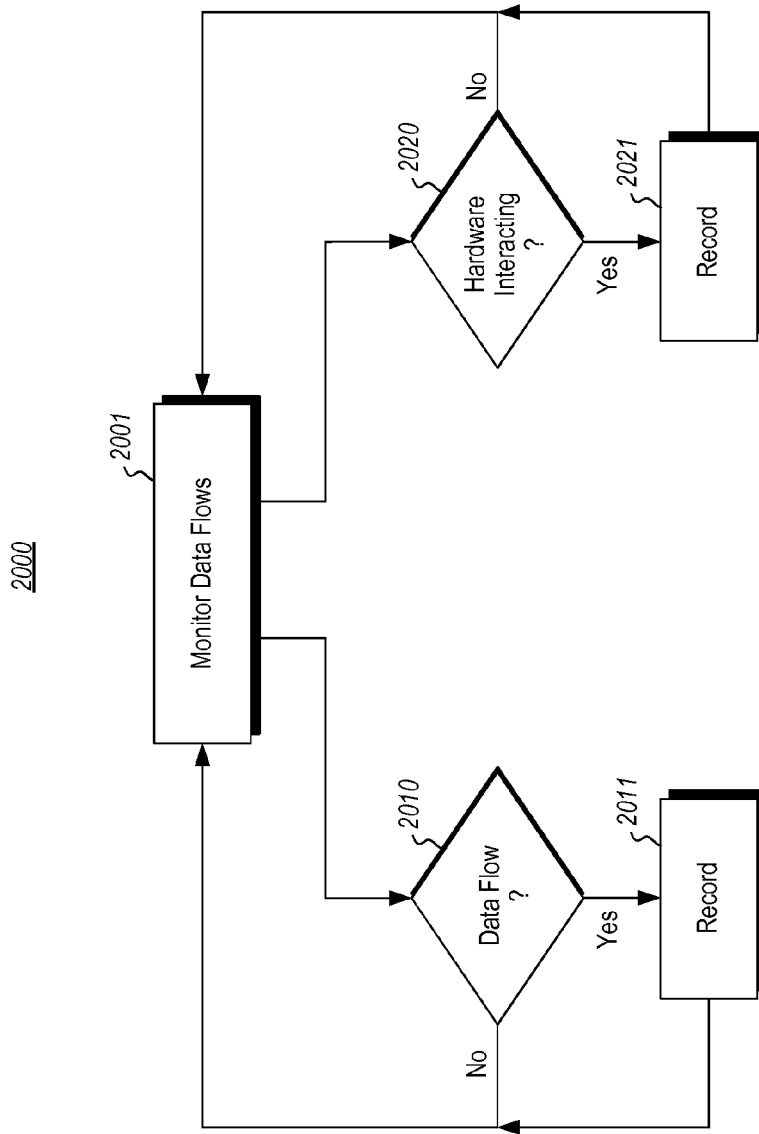 2000
2001
Monitor Data Flows
2010
Data Flow
?
No
Yes
2011
Record
2020
Hardware
Interacting
?
No
Yes
2021
Record